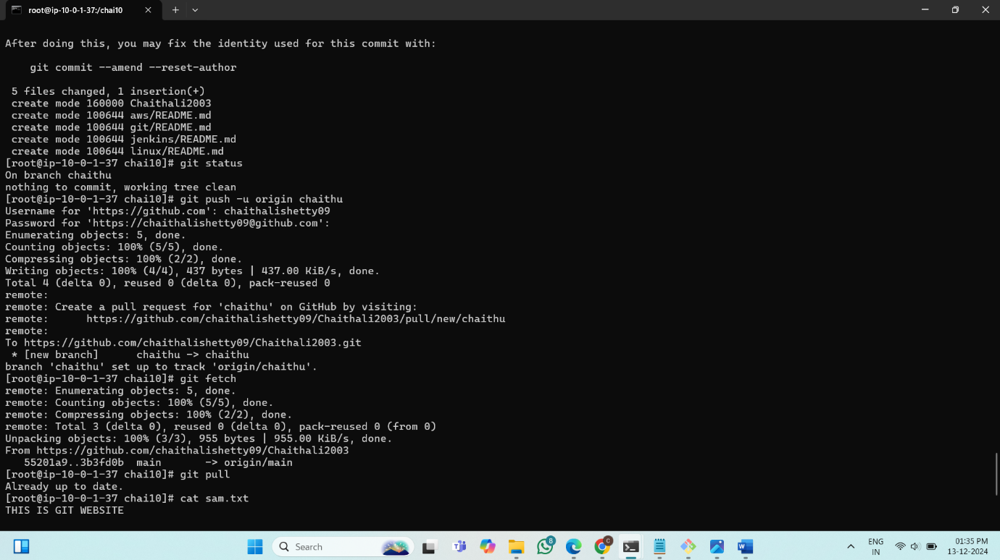 root@ip-10-0-1-37:/chai10
After doing this, you may fix the identity used for this commit with:
git commit --amend --reset-author
5 files changed, 1 insertion(+)
create mode 160000 Chaithali2003
create mode 100644 aws/README.md
create mode 100644 git/README.md
create mode 100644 jenkins/README.md
create mode 100644 linux/README.md
[root@ip-10-0-1-37 chai10]# git status
On branch chaithu
nothing to commit, working tree clean
[root@ip-10-0-1-37 chai10]# git push -u origin chaithu
Username for 'https://github.com': chaithalishetty09
Password for 'https://chaithalishetty09@github.com':
Enumerating objects: 5, done.
Counting objects: 100% (5/5), done.
Compressing objects: 100% (2/2), done.
Writing objects: 100% (4/4), 437 bytes | 437.00 KiB/s, done.
Total 4 (delta 0), reused 0 (delta 0), pack-reused 0
remote:
remote: Create a pull request for 'chaithu' on GitHub by visiting:
remote:      https://github.com/chaithalishetty09/Chaithali2003/pull/new/chaithu
remote:
To https://github.com/chaithalishetty09/Chaithali2003.git
* [new branch]      chaithu -> chaithu
branch 'chaithu' set up to track 'origin/chaithu'.
[root@ip-10-0-1-37 chai10]# git fetch
remote: Enumerating objects: 5, done.
remote: Counting objects: 100% (5/5), done.
remote: Compressing objects: 100% (2/2), done.
remote: Total 3 (delta 0), reused 0 (delta 0), pack-reused 0 (from 0)
Unpacking objects: 100% (3/3), 955 bytes | 955.00 KiB/s, done.
From https://github.com/chaithalishetty09/Chaithali2003
55201a9..3b3fd0b  main       -> origin/main
[root@ip-10-0-1-37 chai10]# git pull
Already up to date.
[root@ip-10-0-1-37 chai10]# cat sam.txt
THIS IS GIT WEBSITE
Search
8
C
ENG
IN
01:35 PM
13-12-2024